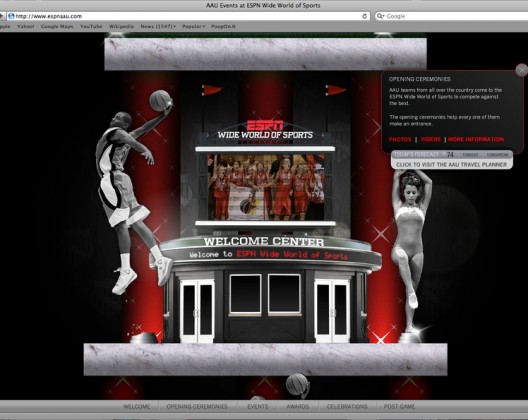 AAU Events at ESPN Wide World of Sports
http://www.espnaau.com
Google
Apple Yahoo! Google Maps YouTube Wikipedia News (1547) Popular PoopOn.it
OPENING CEREMONIES
AAU teams from all over the country come to the
ESPN Wide World of Sports to compete against
the best.
The opening ceremonies help every one of them
make an entrance.
PHOTOS | VIDEOS | MORE INFORMATION
TODAY'S FORECAST 74 TONIGHT TOMORROW
CLICK TO VISIT THE AAU TRAVEL PLANNER
ESPN
WIDE WORLD OF SPORTS
WELCOME CENTER
Welcome to ESPN Wide World of Sports
WELCOME OPENING CEREMONIES EVENTS AWARDS CELEBRATIONS POST GAME